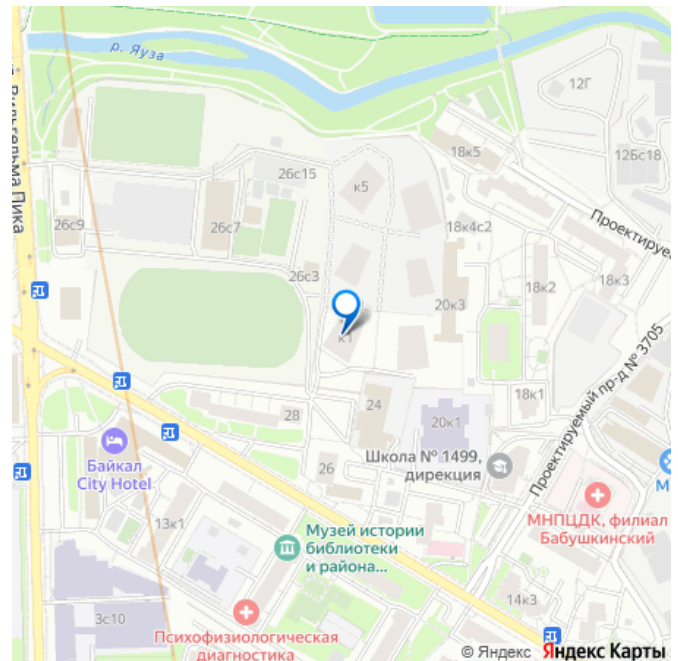 р. Яуза
Вильгельма Пика
12Г
12Бс18
18к5
26с15
к5
26с9
26с7
18к4с2
Проектируем
26с3
18к2
18к3
20к3
к1
Проектируемый пр-д № 3705
18к1
28
24
20к1
Школа № 1499,
дирекция
26
Байкал
City Hotel
13к1
М
МНПЦДК, филиал
Бабушкинский
Музей истории
библиотеки
и района...
3с10
14к3
Психофизиологическая
диагностика
© Яндекс Яндекс Карты